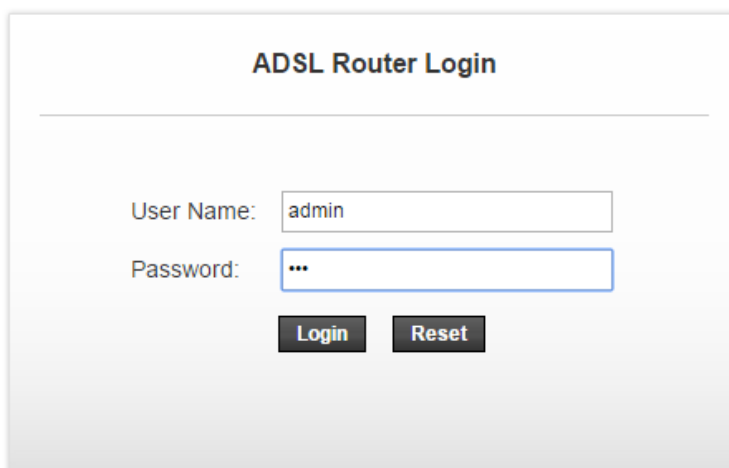 ADSL Router Login
User Name: admin
Password: •••
Login Reset